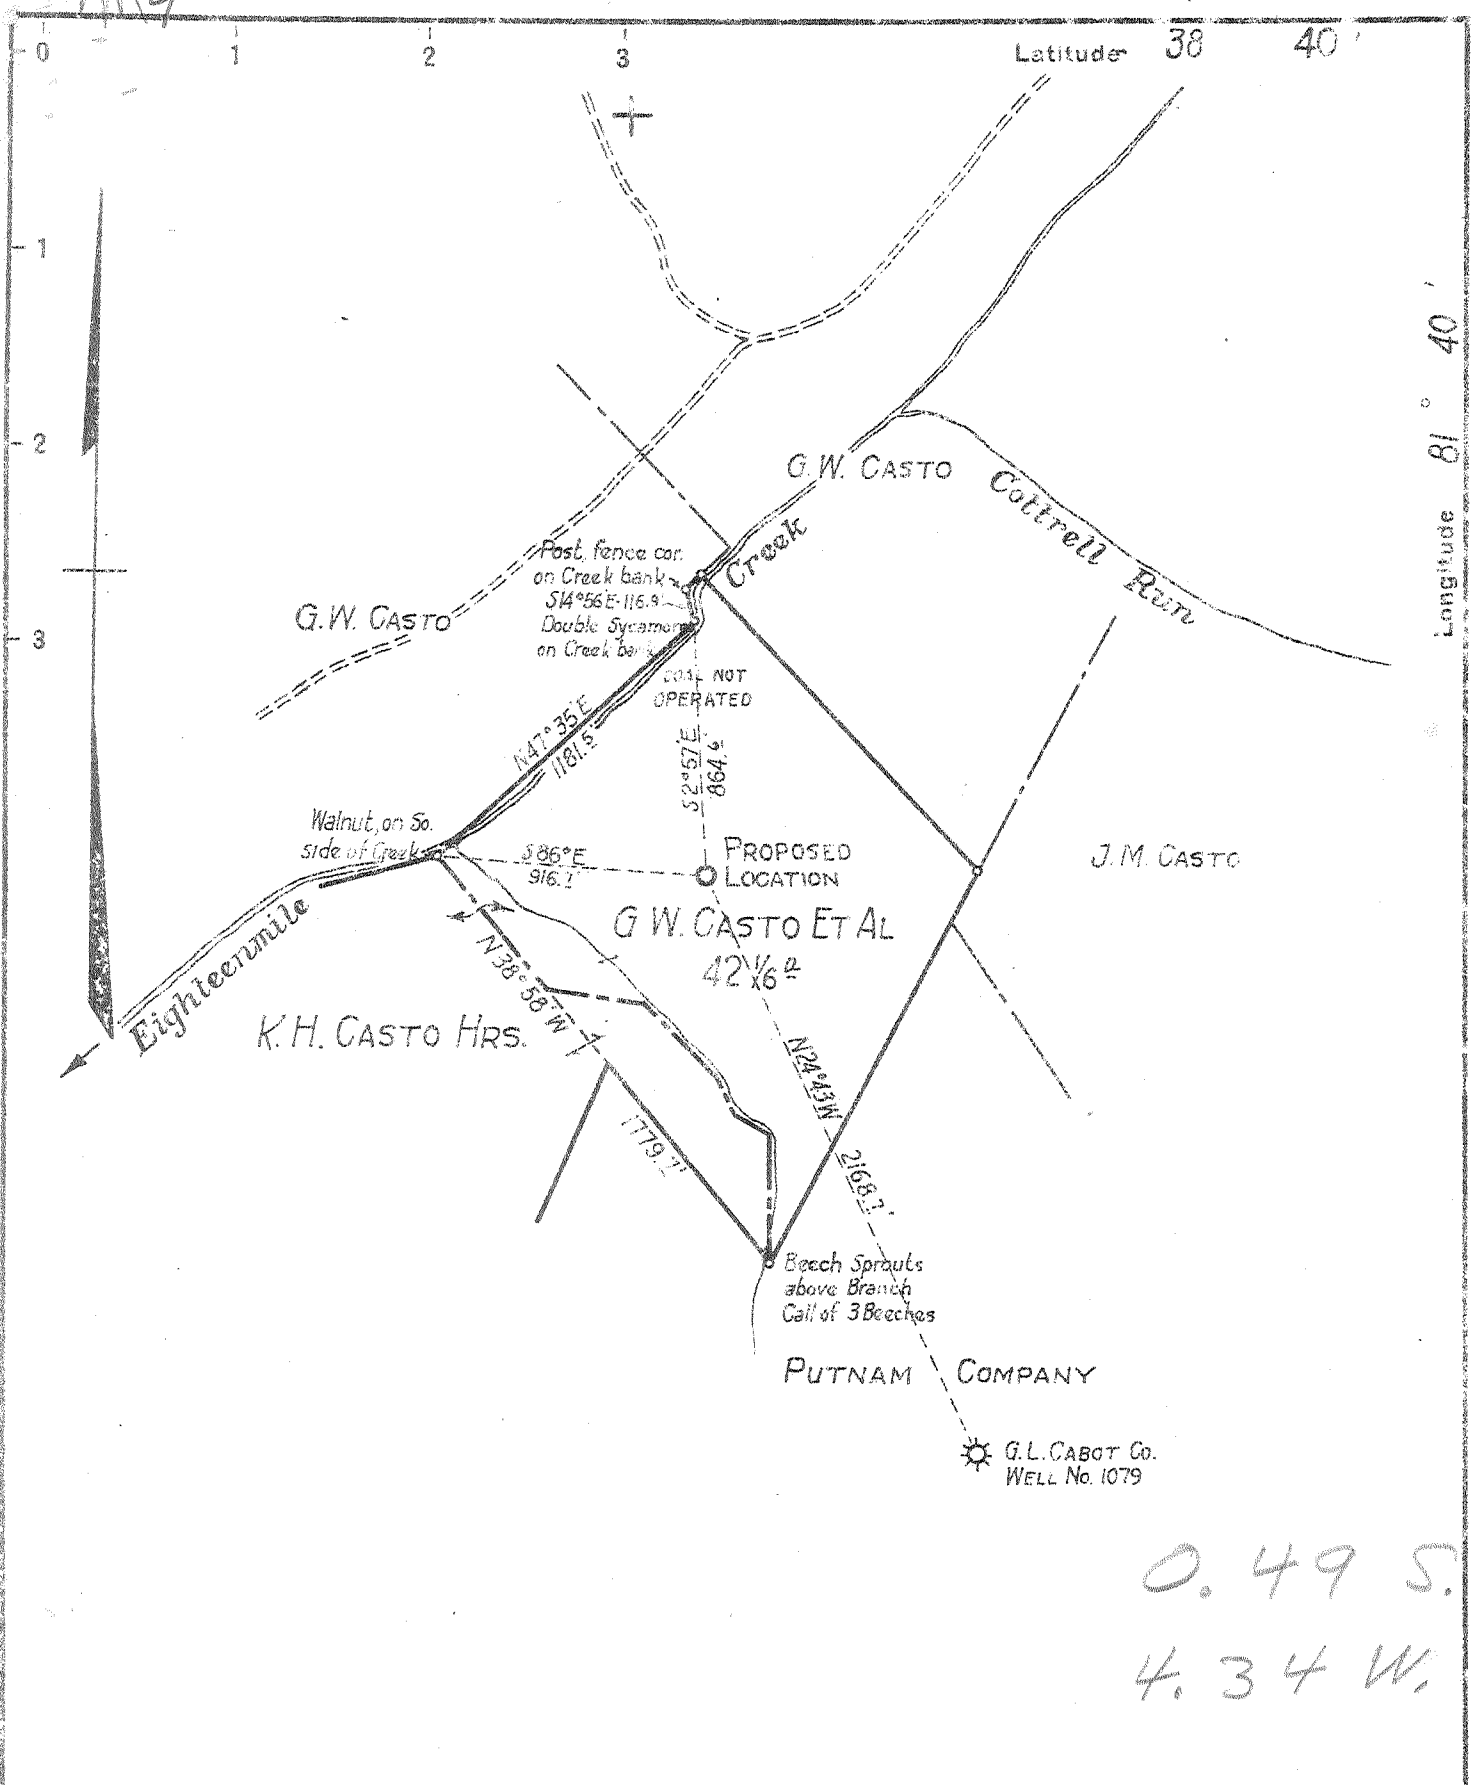 0 1 2 3
Latitude 38 40'
1
2
3
Longitude 81° 40'
G.W. CASTO
Cottrell Run
Creek
Post, fence cor.
on Creek bank
S14°56'E-116.9'
Double Sycamore
on Creek bank
G.W. CASTO
COAL NOT
OPERATED
N47°35'E
1181.5'
S2°57'E
864.6'
Walnut, on So.
side of Creek
S86°E
916.7'
PROPOSED
LOCATION
J.M. CASTO
G.W. CASTO ET AL
42 1/6 a
Eighteenmile
K.H. CASTO HRS.
N38°58'W
1779.7'
N24°43'W
2168.7'
Beech Sprouts
above Branch
Call of 3 Beeches
PUTNAM COMPANY
G.L. CABOT CO.
WELL No. 1079
0.49 S.
4.34 W.